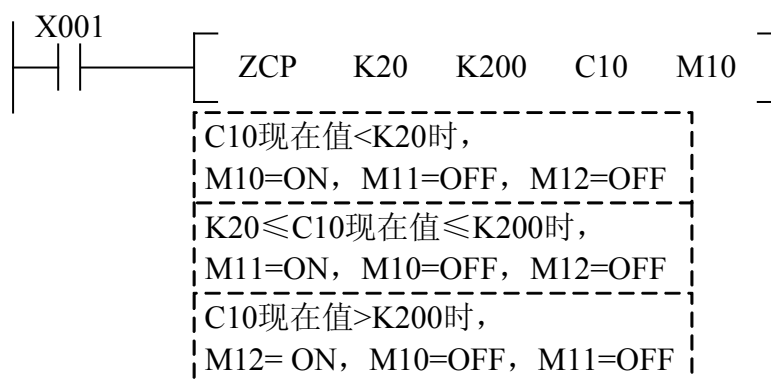 X001
ZCP K20 K200 C10 M10
C10现在值<K20时，
M10=ON，M11=OFF，M12=OFF
K20≤C10现在值≤K200时，
M11=ON，M10=OFF，M12=OFF
C10现在值>K200时，
M12= ON，M10=OFF，M11=OFF